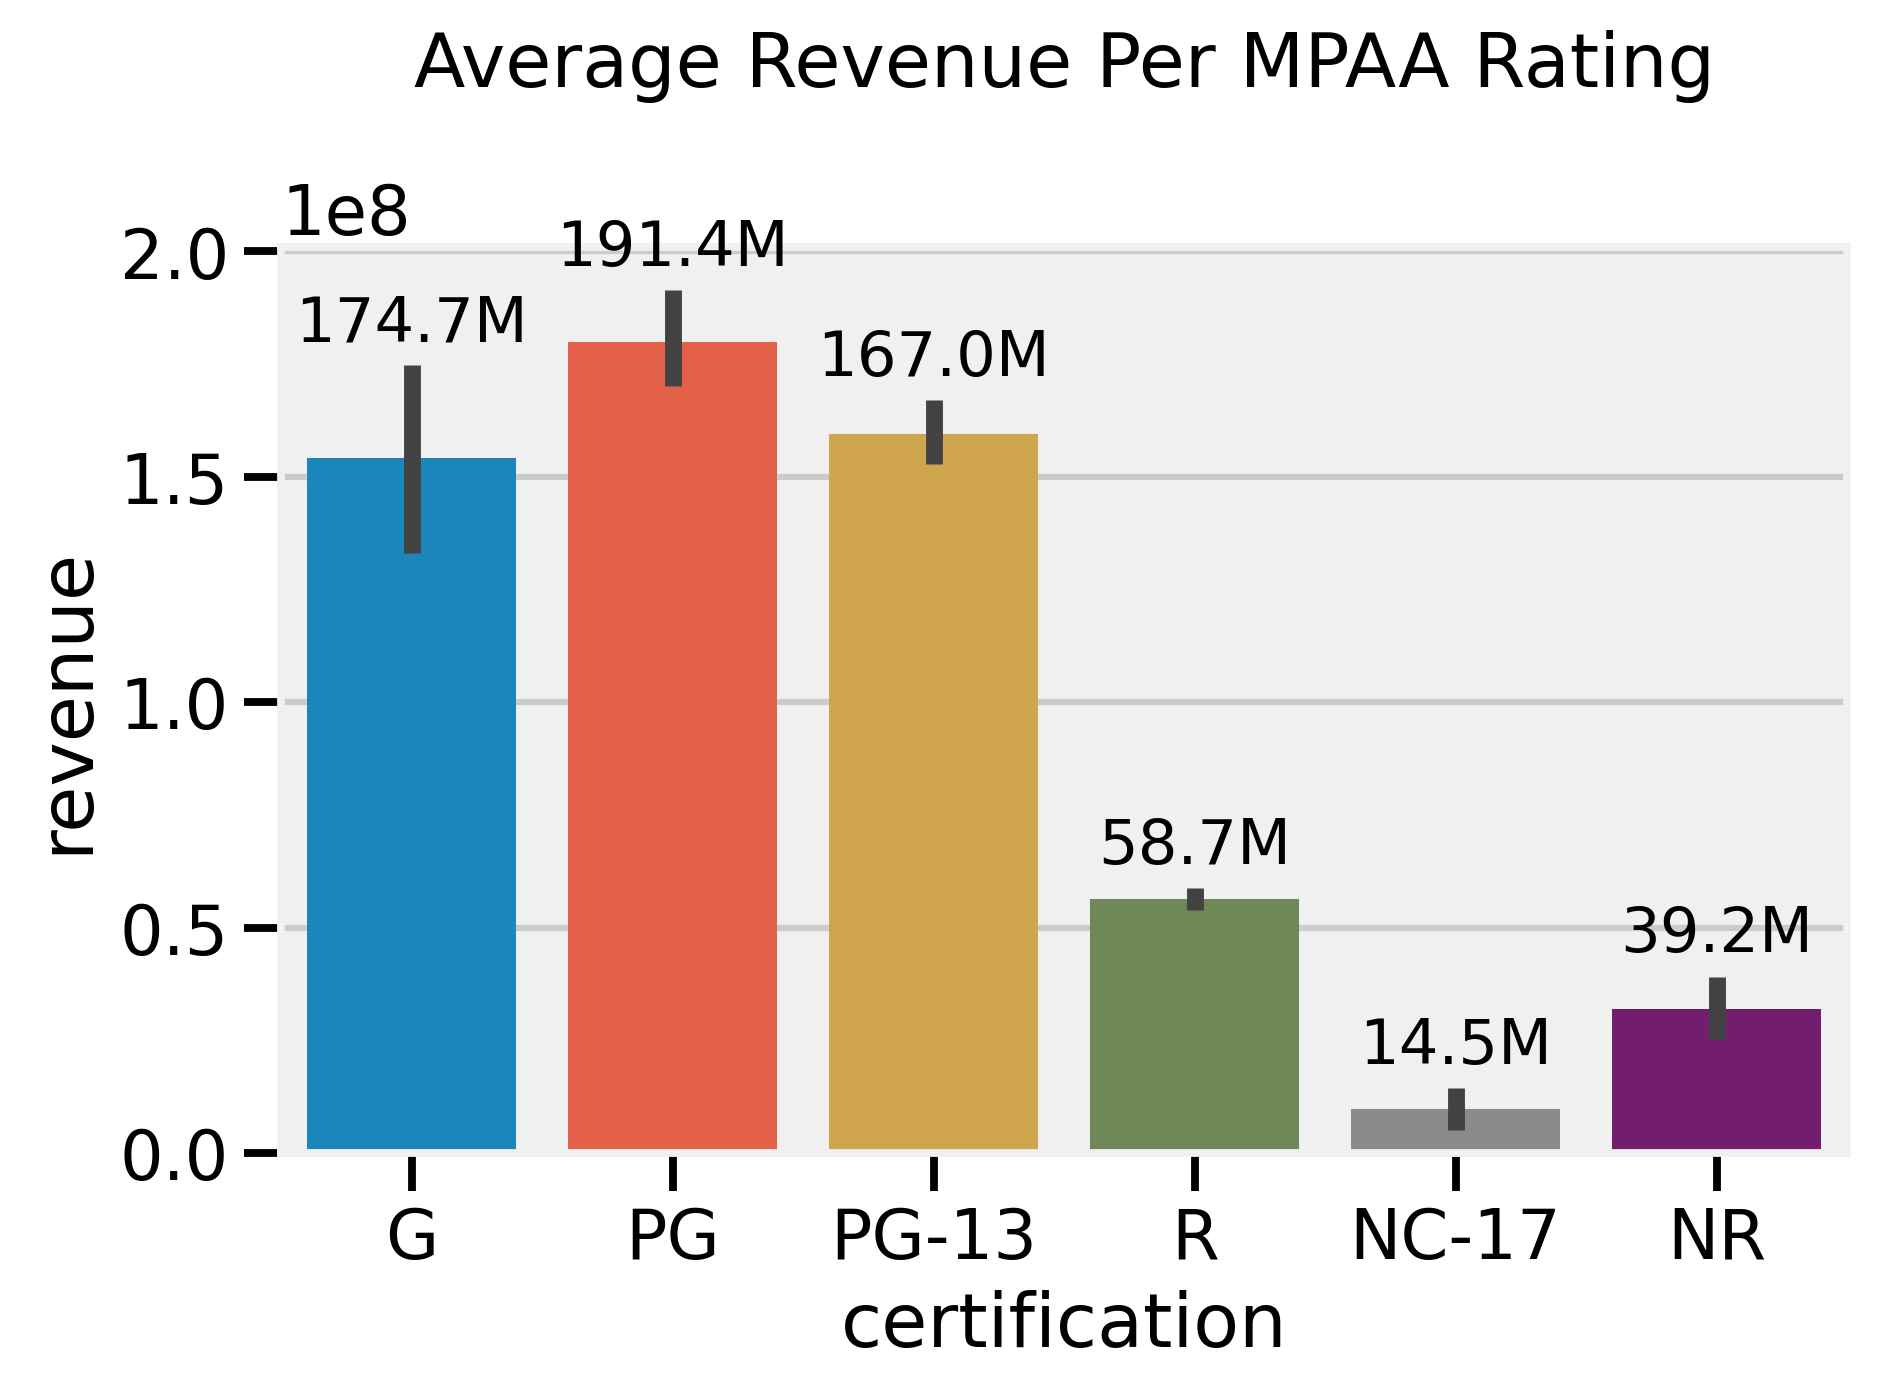 Average Revenue Per MPAA Rating
1e8
2.0
1.5
1.0
0.5
0.0
revenue
174.7M
191.4M
167.0M
58.7M
14.5M
39.2M
G PG PG-13 R NC-17 NR
certification